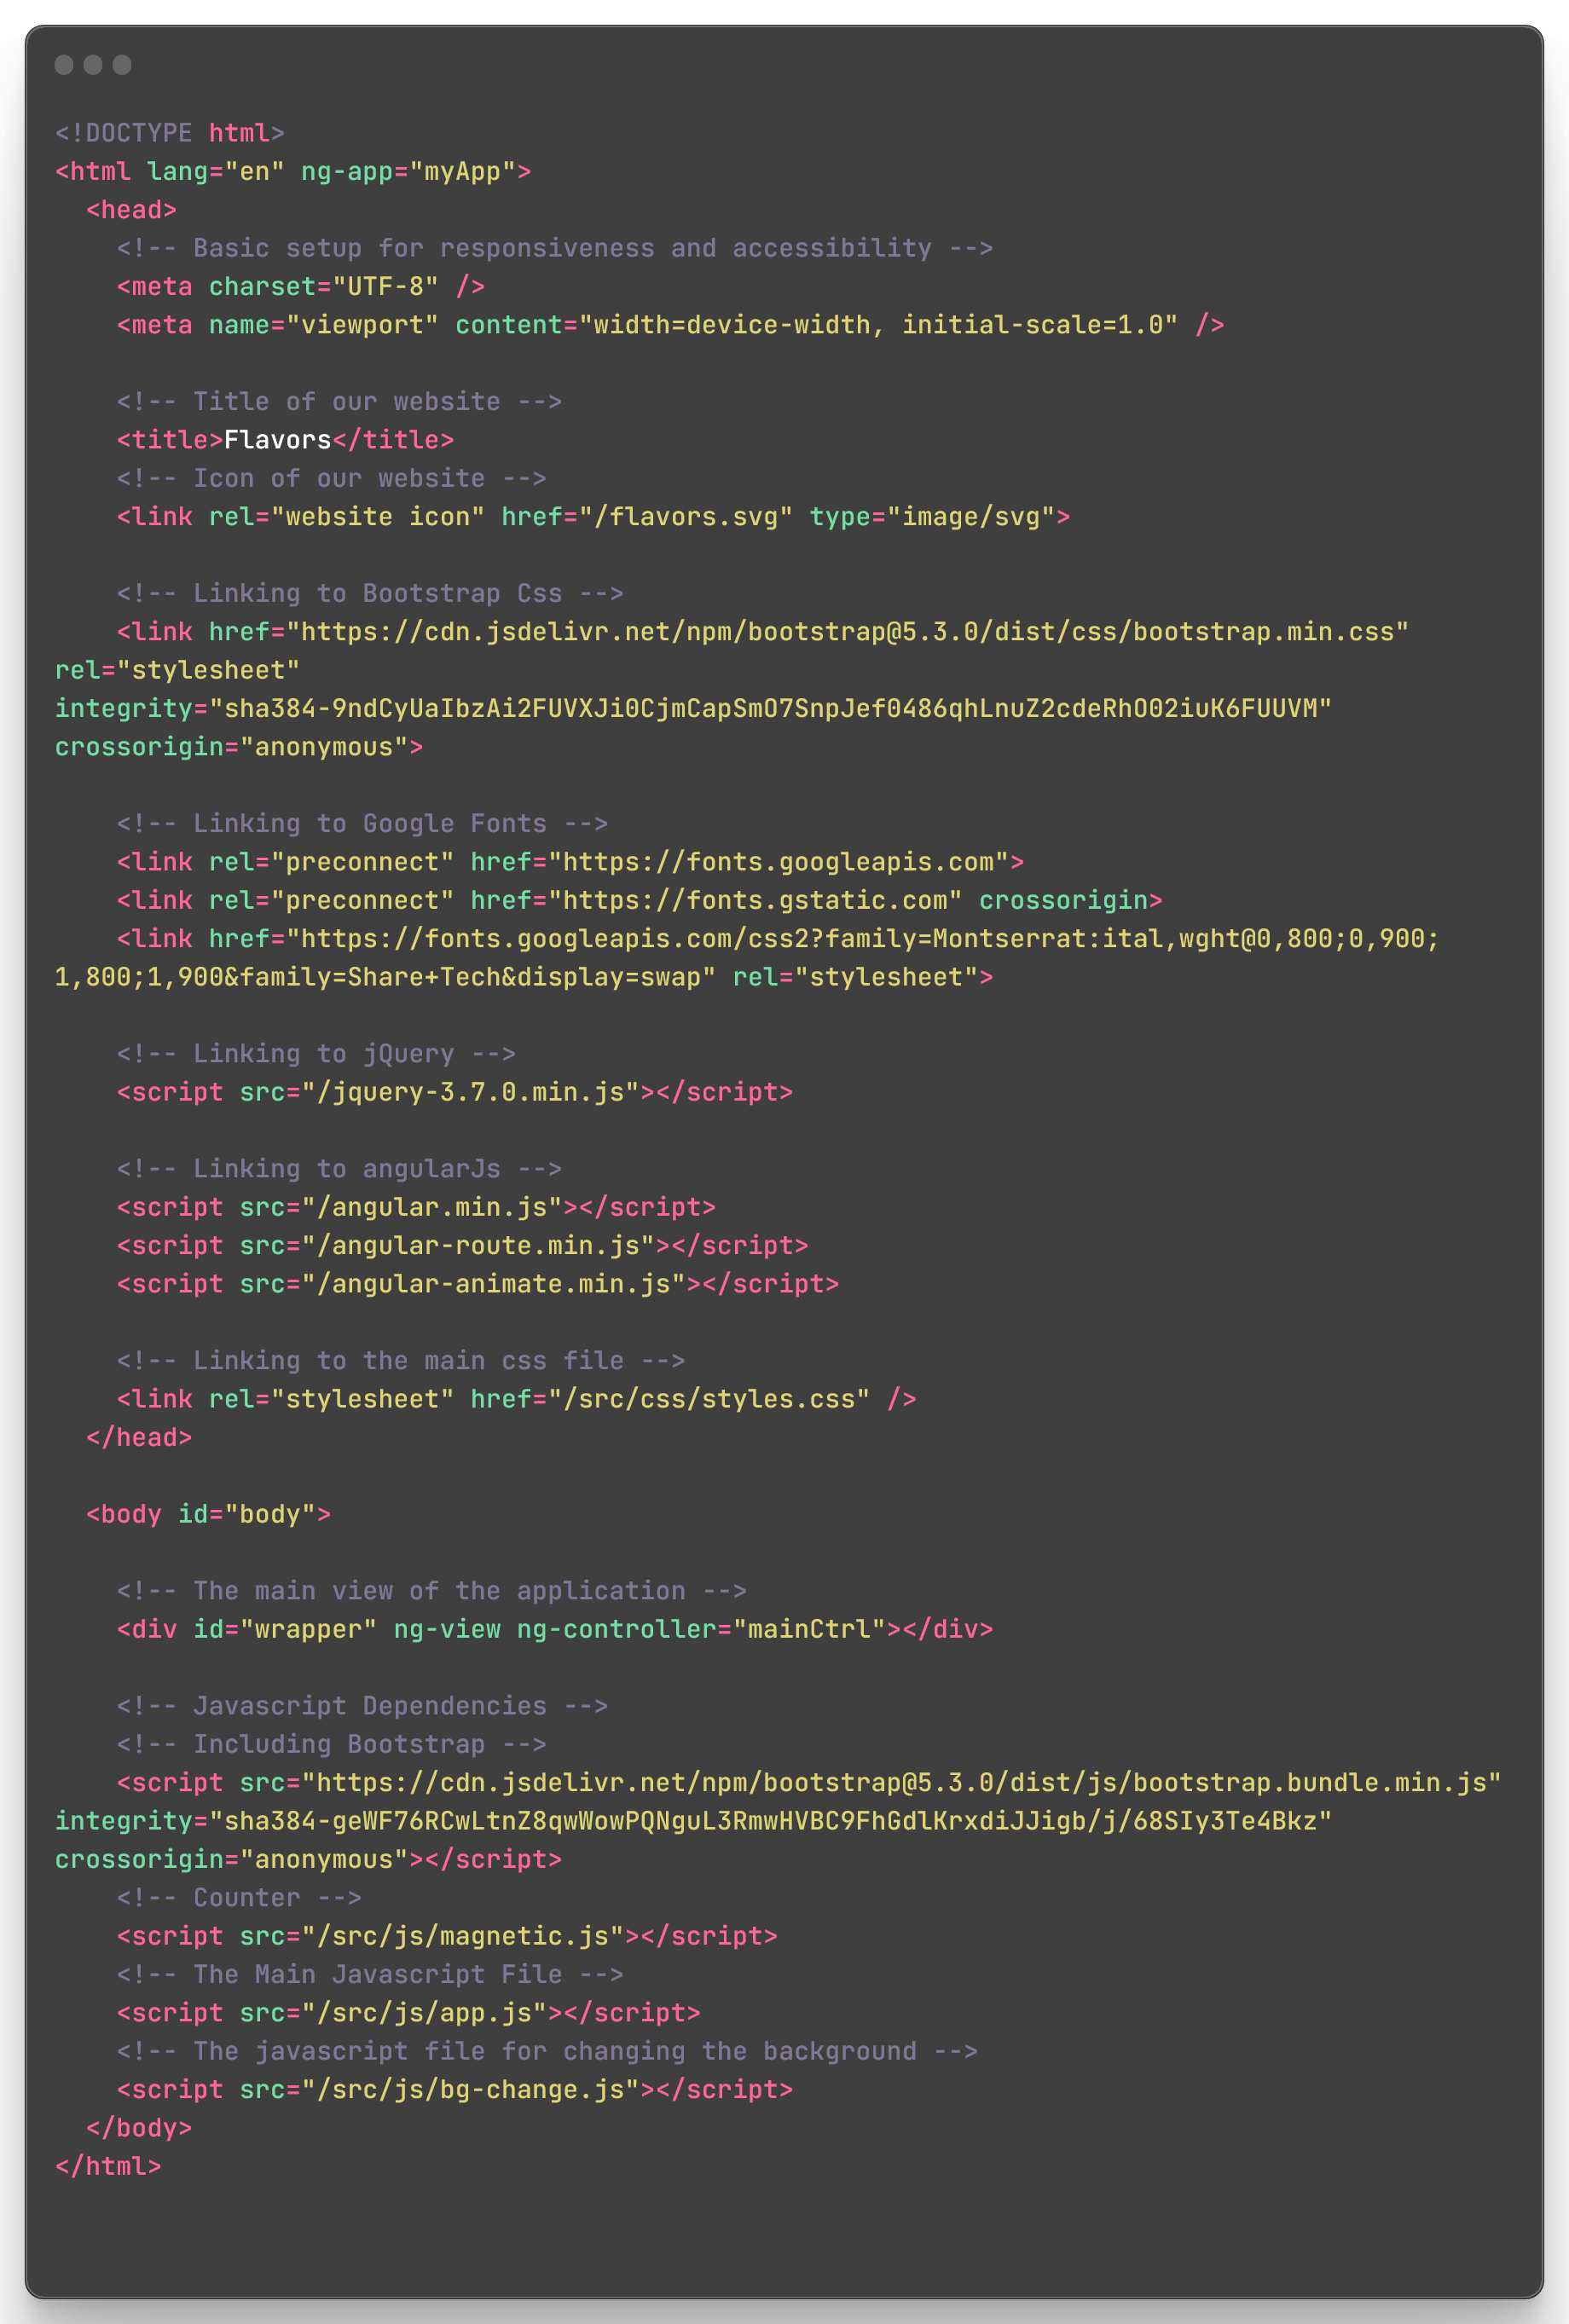 <!DOCTYPE html>
<html lang="en" ng-app="myApp">
  <head>
    <!-- Basic setup for responsiveness and accessibility -->
    <meta charset="UTF-8" />
    <meta name="viewport" content="width=device-width, initial-scale=1.0" />

    <!-- Title of our website -->
    <title>Flavors</title>
    <!-- Icon of our website -->
    <link rel="website icon" href="/flavors.svg" type="image/svg">

    <!-- Linking to Bootstrap Css -->
    <link href="https://cdn.jsdelivr.net/npm/bootstrap@5.3.0/dist/css/bootstrap.min.css"
rel="stylesheet"
integrity="sha384-9ndCyUaIbzAi2FUVXJi0CjmCapSmO7SnpJef0486qhLnuZ2cdeRhO02iuK6FUUVM"
crossorigin="anonymous">

    <!-- Linking to Google Fonts -->
    <link rel="preconnect" href="https://fonts.googleapis.com">
    <link rel="preconnect" href="https://fonts.gstatic.com" crossorigin>
    <link href="https://fonts.googleapis.com/css2?family=Montserrat:ital,wght@0,800;0,900;
1,800;1,900&family=Share+Tech&display=swap" rel="stylesheet">

    <!-- Linking to jQuery -->
    <script src="/jquery-3.7.0.min.js"></script>

    <!-- Linking to angularJs -->
    <script src="/angular.min.js"></script>
    <script src="/angular-route.min.js"></script>
    <script src="/angular-animate.min.js"></script>

    <!-- Linking to the main css file -->
    <link rel="stylesheet" href="/src/css/styles.css" />
  </head>

  <body id="body">

    <!-- The main view of the application -->
    <div id="wrapper" ng-view ng-controller="mainCtrl"></div>

    <!-- Javascript Dependencies -->
    <!-- Including Bootstrap -->
    <script src="https://cdn.jsdelivr.net/npm/bootstrap@5.3.0/dist/js/bootstrap.bundle.min.js"
integrity="sha384-geWF76RCwLtnZ8qwWowPQNguL3RmwHVBC9FhGdlKrxdiJJigb/j/68SIy3Te4Bkz"
crossorigin="anonymous"></script>
    <!-- Counter -->
    <script src="/src/js/magnetic.js"></script>
    <!-- The Main Javascript File -->
    <script src="/src/js/app.js"></script>
    <!-- The javascript file for changing the background -->
    <script src="/src/js/bg-change.js"></script>
  </body>
</html>